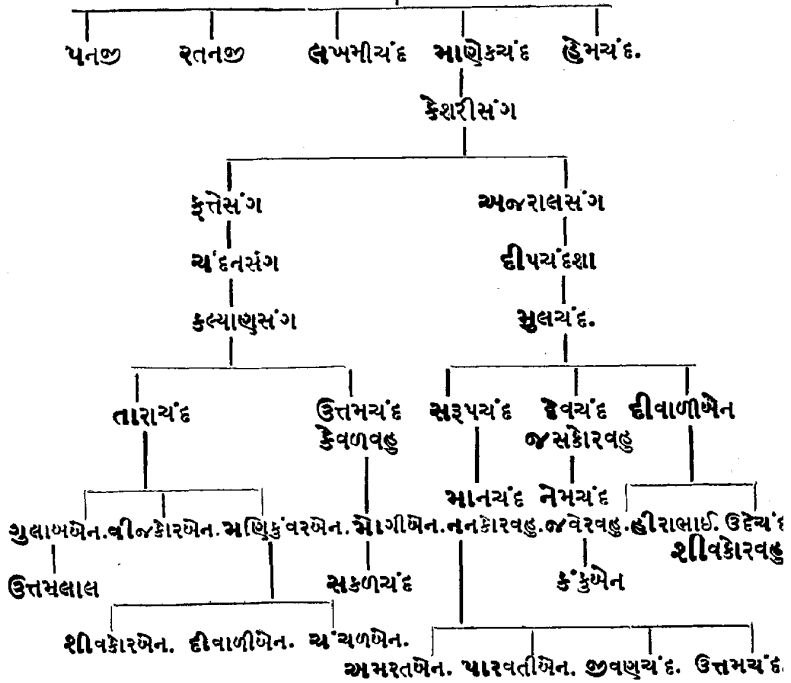 પનજી રતનજી લખમીચંદ માણેકચંદ હેમચંદ.
કેશરીસંગ
ફત્તેસંગ અજરાલસંગ
ચંદનસંગ દીપચંદશા
કલ્યાણસંગ મુલચંદ.
તારાચંદ ઉત્તમચંદ સરૂપચંદ દેવચંદ દીવાળીબેન
કેવળવહુ જસકોરવહુ
માનચંદ નેમચંદ
ગુલાબબેન.વીજકોરબેન.મણિકુંવરબેન.મોગીબેન.નનકારવહુ.જવેરવહુ.હીરાભાઈ. ઉદેચંદ
શીવકોરવહુ
ઉત્તમલાલ સકળચંદ કંકુબેન
શીવકોરબેન. દીવાળીબેન. ચંચળબેન.
અમરતબેન. પારવતીબેન. જીવણચંદ. ઉત્તમચંદ.